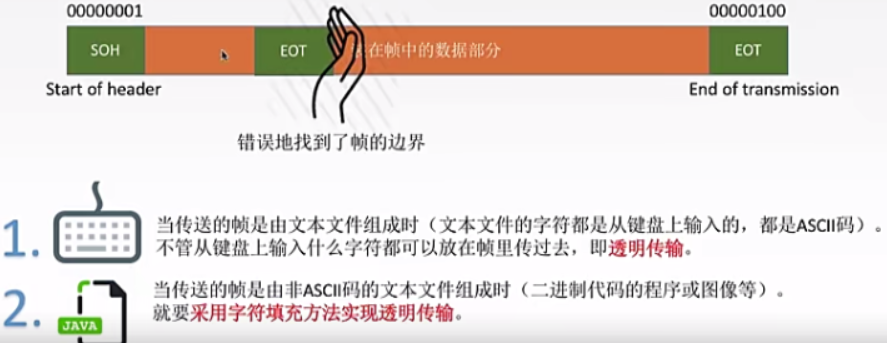 00000001
00000100
SOH
EOT
在帧中的数据部分
EOT
Start of header
End of transmission
错误地找到了帧的边界
1.
当传送的帧是由文本文件组成时（文本文件的字符都是从键盘上输入的，都是ASCII码）。
不管从键盘上输入什么字符都可以放在帧里传过去，即透明传输。
2.
JAVA
当传送的帧是由非ASCII码的文本文件组成时（二进制代码的程序或图像等）。
就要采用字符填充方法实现透明传输。